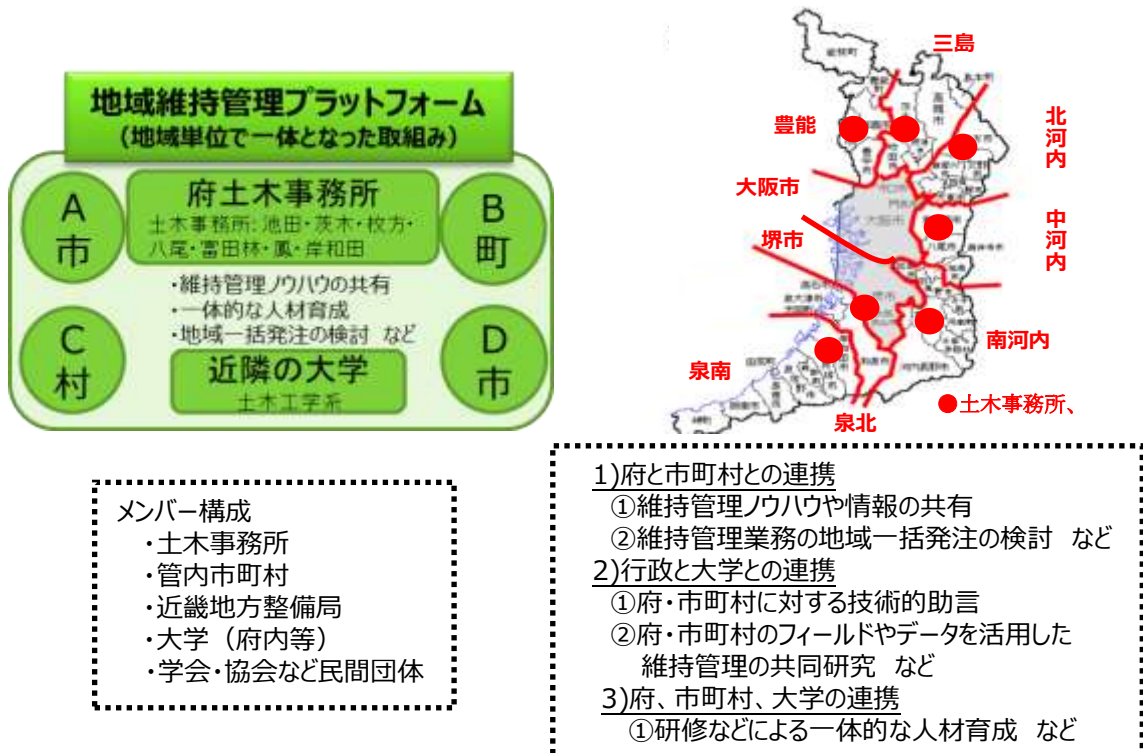 地域維持管理プラットフォーム
（地域単位で一体となった取組み）
A
市
府土木事務所
土木事務所：池田・茨木・枚方・
八尾・富田林・鳳・岸和田
B
町
・維持管理ノウハウの共有
・一体的な人材育成
・地域一括発注の検討 など
C
村
近隣の大学
土木工学系
D
市
三島
豊能
北河内
大阪市
中河内
堺市
南河内
泉南
泉北
大阪市
八尾市
●土木事務所、
メンバー構成
・土木事務所
・管内市町村
・近畿地方整備局
・大学（府内等）
・学会・協会など民間団体
1)府と市町村との連携
①維持管理ノウハウや情報の共有
②維持管理業務の地域一括発注の検討 など
2)行政と大学との連携
①府・市町村に対する技術的助言
②府・市町村のフィールドやデータを活用した
維持管理の共同研究 など
3)府、市町村、大学の連携
①研修などによる一体的な人材育成 など